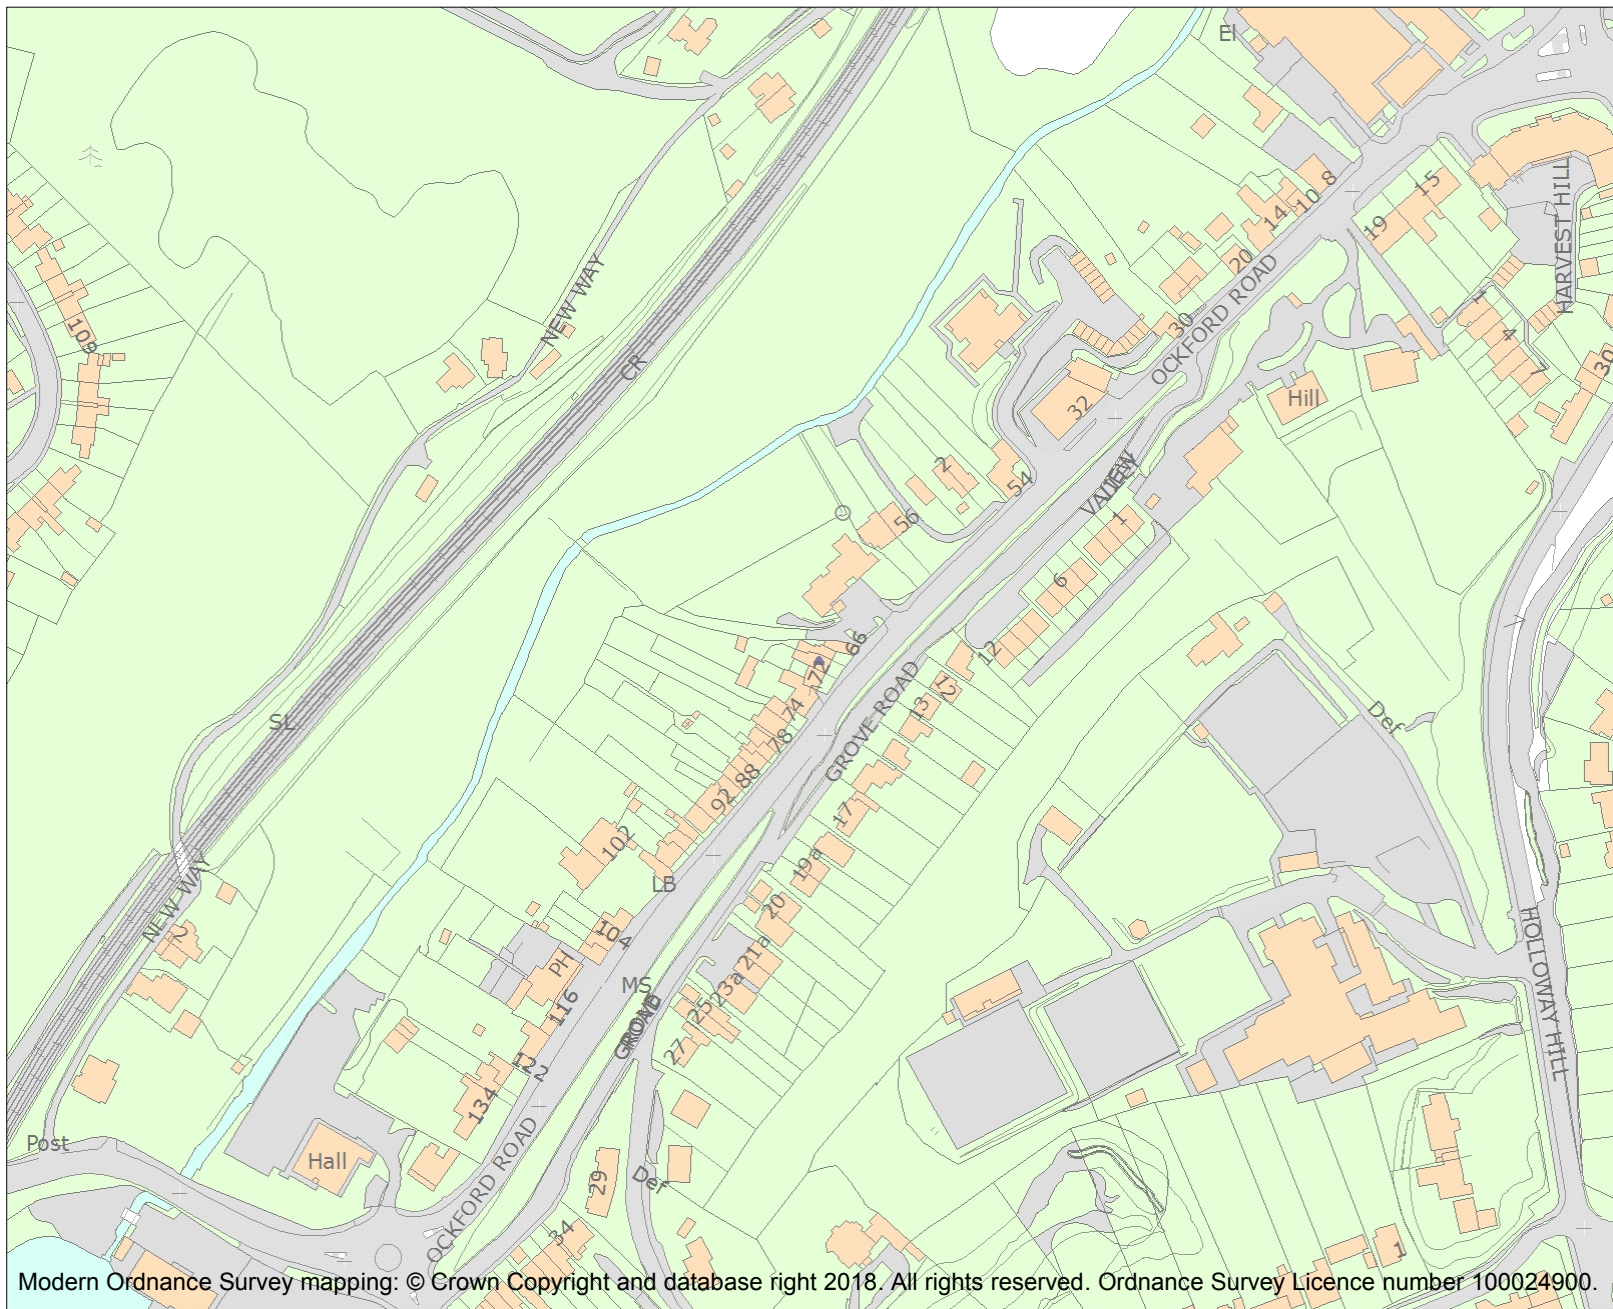 El
8
10
14
15
19
20
HARVEST HILL
NEW WAY
OCKFORD ROAD
30
1
4
7
30
109
CR
32
Hill
2
54
VALLEY VIEW
56
1
6
66
12
72
12
13
74
78
GROVE ROAD
Def
SL
88
92
17
102
19a
LB
20
NEW WAY
2
104
PH
21a
23a
MS
25
116
GROVE ROAD
27
HOLLOWAY HILL
122
134
Post
Hall
OCKFORD ROAD
29
Def
34
1
Modern Ordnance Survey mapping: © Crown Copyright and database right 2018. All rights reserved. Ordnance Survey Licence number 100024900.